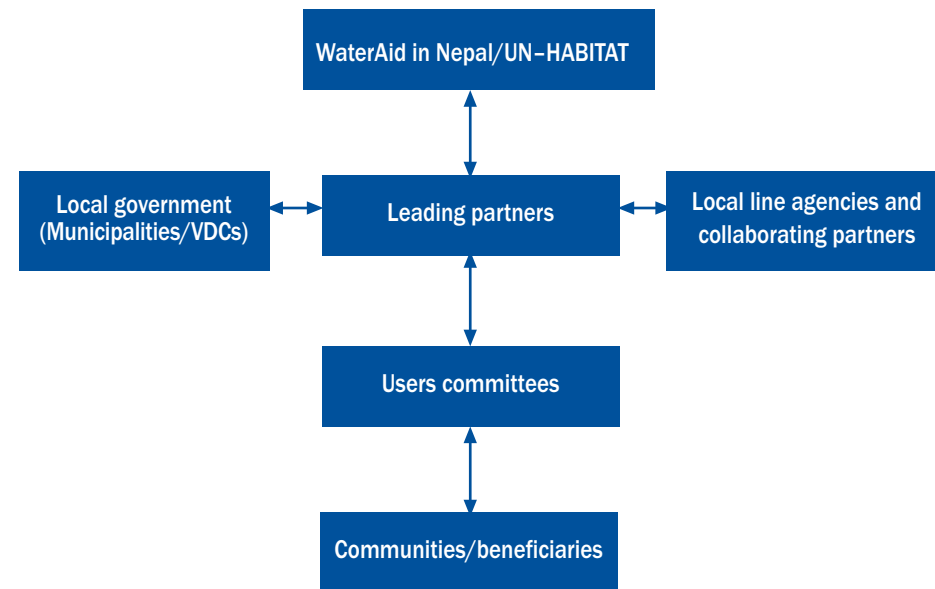 WaterAid in Nepal/UN–HABITAT
Local government
(Municipalities/VDCs)
Leading partners
Local line agencies and
collaborating partners
Users committees
Communities/beneficiaries